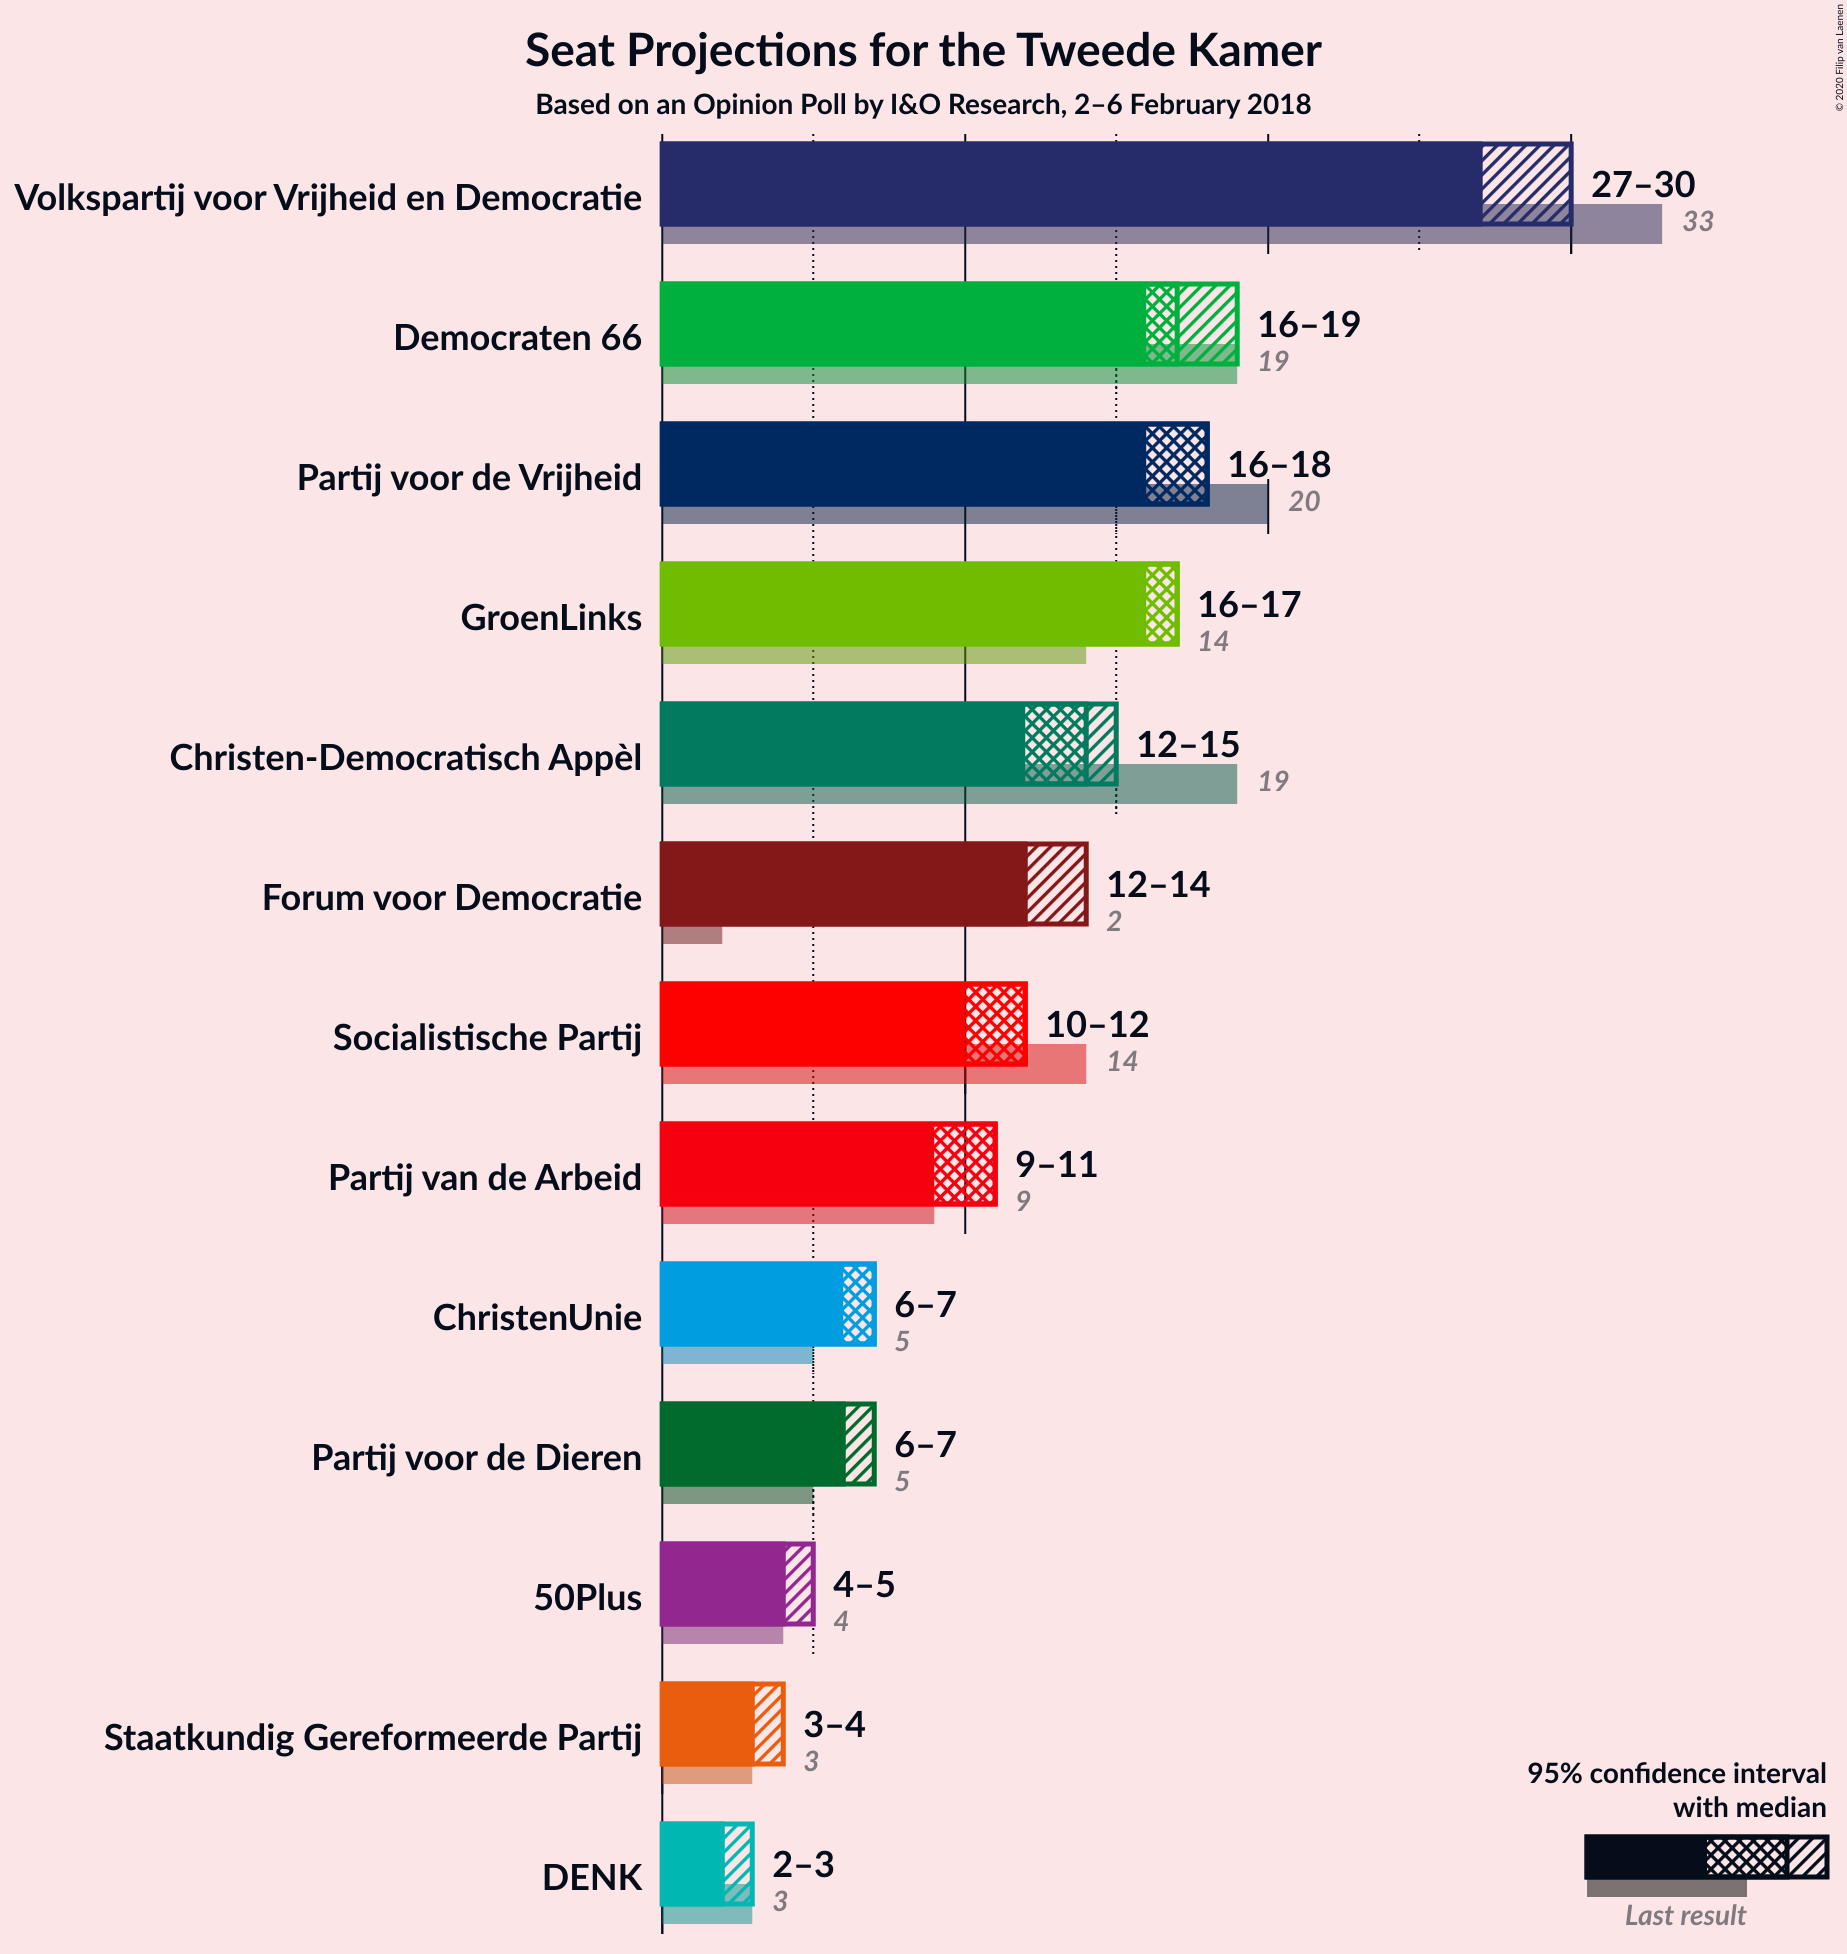 Seat Projections for the Tweede Kamer
Based on an Opinion Poll by I&O Research, 2–6 February 2018
© 2020 Filip van Laenen
Volkspartij voor Vrijheid en Democratie
27–30
33
Democraten 66
16–19
19
Partij voor de Vrijheid
16–18
20
GroenLinks
16–17
14
Christen-Democratisch Appèl
12–15
19
Forum voor Democratie
12–14
2
Socialistische Partij
10–12
14
Partij van de Arbeid
9–11
9
ChristenUnie
6–7
5
Partij voor de Dieren
6–7
5
50Plus
4–5
4
Staatkundig Gereformeerde Partij
3–4
3
DENK
2–3
3
95% confidence interval
with median
Last result